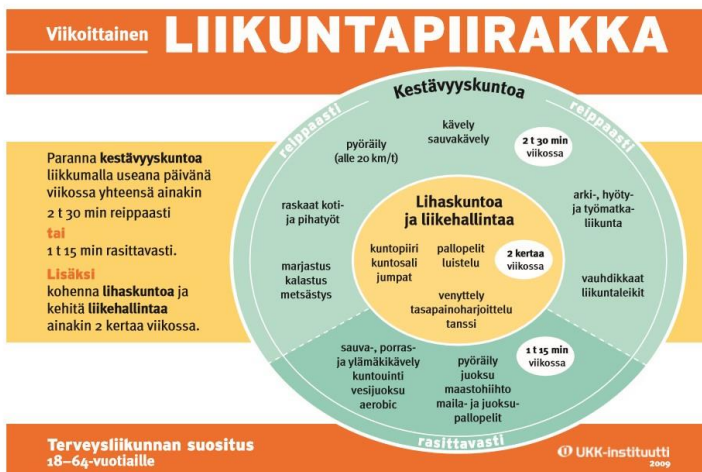 Viikoittainen LIIKUNTAPIIRAKKA
Paranna kestävyyskuntoa
liikkumalla useana päivänä
viikossa yhteensä ainakin
2 t 30 min reippaasti
tai
1 t 15 min rasittavasti.
Lisäksi
kohenna lihaskuntoa ja
kehitä liikehallintaa
ainakin 2 kertaa viikossa.
Kestävyyskuntoa
reippaasti
reippaasti
kävely
sauvakävely
pyöräily
(alle 20 km/t)
2 t 30 min
viikossa
raskaat koti-
ja pihatyöt
arki-, hyöty-
ja työmatka-
liikunta
marjastus
kalastus
metsästys
vauhdikkaat
liikuntaleikit
Lihaskuntoa
ja liikehallintaa
kuntopiiri
kuntosali
jumpat
pallopelit
luistelu
2 kertaa
viikossa
venyttely
tasapainoharjoittelu
tanssi
sauva-, porras-
ja ylämäkikävely
kuntouinti
vesijuoksu
aerobic
pyöräily
juoksu
maastohiihto
maila- ja juoksu-
pallopelit
1 t 15 min
viikossa
rasittavasti
Terveysliikunnan suositus
18–64-vuotiaille
UKK-instituutti
2009